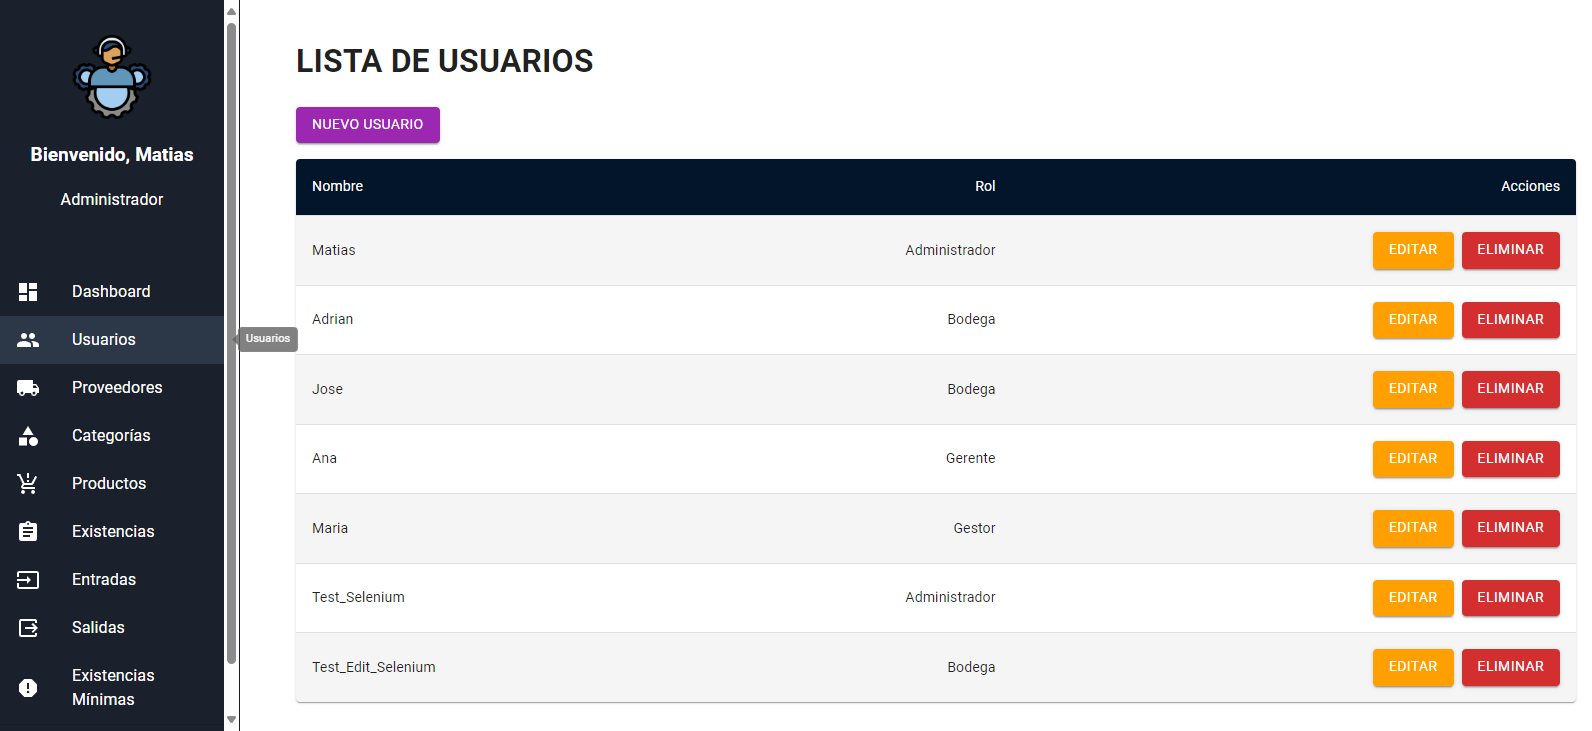 Bienvenido, Matias
Administrador
Dashboard
Usuarios
Proveedores
Categorías
Productos
Existencias
Entradas
Salidas
Existencias
Mínimas
Usuarios
LISTA DE USUARIOS
NUEVO USUARIO
Nombre Rol Acciones
Matias Administrador EDITAR ELIMINAR
Adrian Bodega EDITAR ELIMINAR
Jose Bodega EDITAR ELIMINAR
Ana Gerente EDITAR ELIMINAR
Maria Gestor EDITAR ELIMINAR
Test_Selenium Administrador EDITAR ELIMINAR
Test_Edit_Selenium Bodega EDITAR ELIMINAR